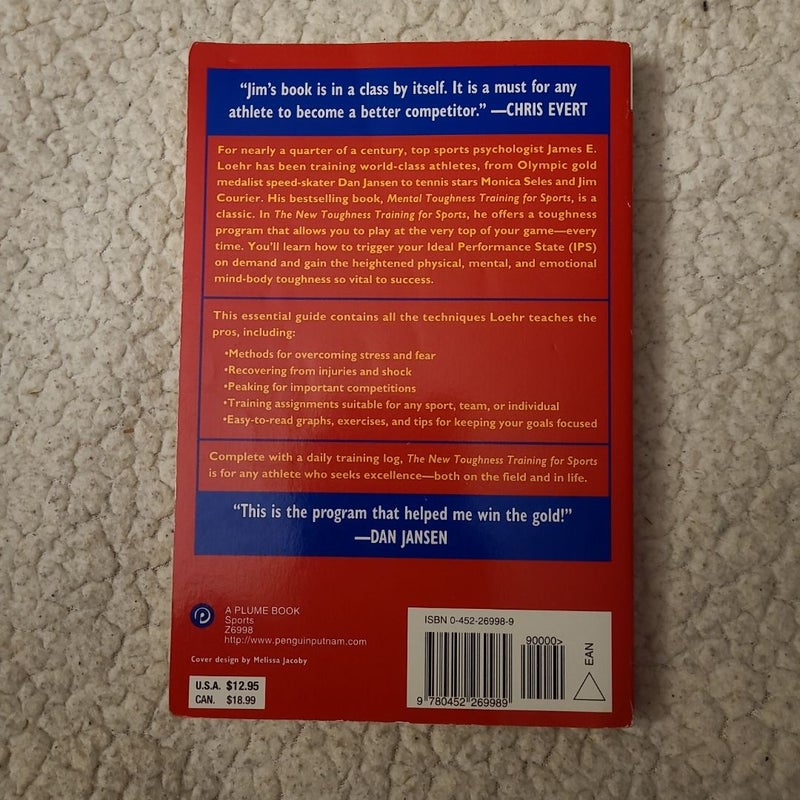 “Jim’s book is in a class by itself. It is a must for any
athlete to become a better competitor.” —CHRIS EVERT
For nearly a quarter of a century, top sports psychologist James E.
Loehr has been training world-class athletes, from Olympic gold
medalist speed-skater Dan Jansen to tennis stars Monica Seles and Jim
Courier. His bestselling book, Mental Toughness Training for Sports, is a
classic. In The New Toughness Training for Sports, he offers a toughness
program that allows you to play at the very top of your game—every
time. You’ll learn how to trigger your Ideal Performance State (IPS)
on demand and gain the heightened physical, mental, and emotional
mind-body toughness so vital to success.
This essential guide contains all the techniques Loehr teaches the
pros, including:
•Methods for overcoming stress and fear
•Recovering from injuries and shock
•Peaking for important competitions
•Training assignments suitable for any sport, team, or individual
•Easy-to-read graphs, exercises, and tips for keeping your goals focused
Complete with a daily training log, The New Toughness Training for Sports
is for any athlete who seeks excellence—both on the field and in life.
“This is the program that helped me win the gold!”
—DAN JANSEN
A PLUME BOOK
Sports
Z6998
http://www.penguinputnam.com
Cover design by Melissa Jacoby
U.S.A. $12.95
CAN. $18.99
ISBN 0-452-26998-9
90000>
EAN
9 780452 269989